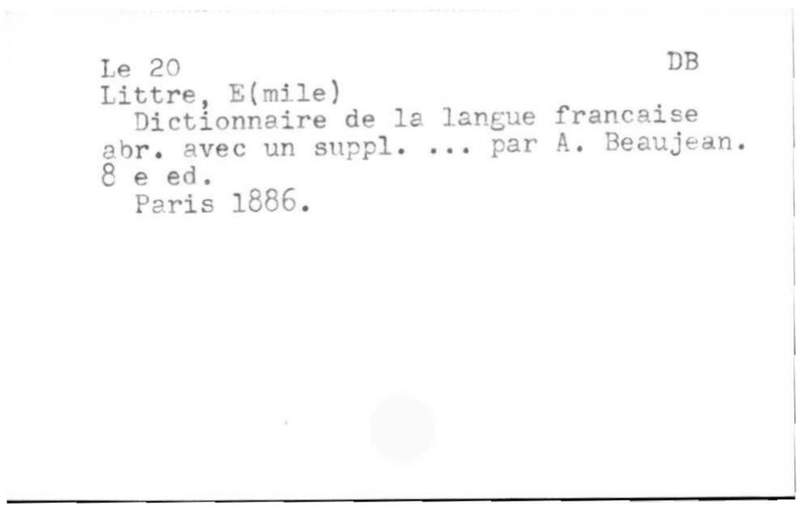 Le 20 DB
Littre, E(mile)
Dictionnaire de la langue francaise
abr. avec un suppl. ... par A. Beaujean.
8 e ed.
Paris 1886.